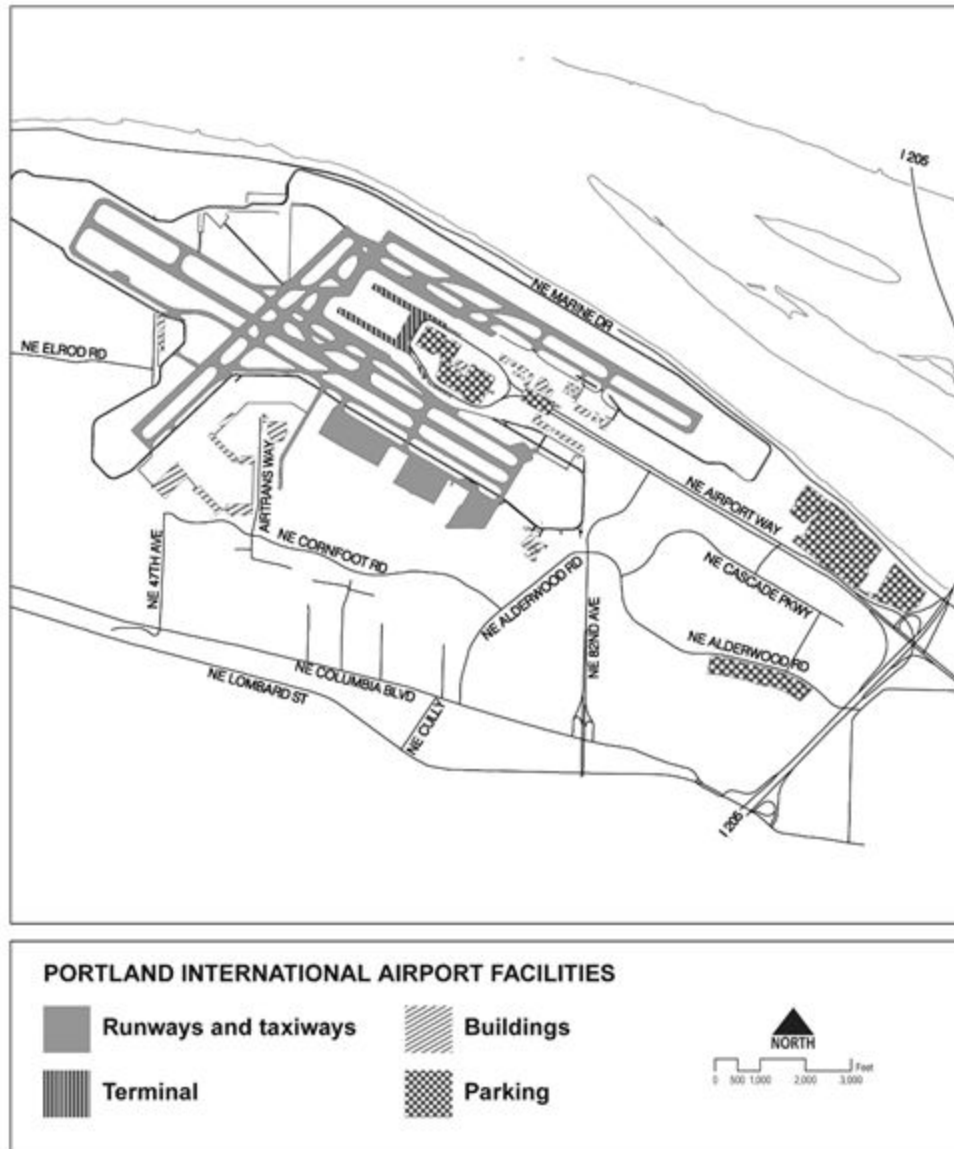 I 205
NE MARINE DR
NE ELROD RD
AIRTRANS WAY
NE AIRPORT WAY
NE 47TH AVE
NE CORNFOOT RD
NE CASCADE PKWY
NE ALDERWOOD RD
NE 82ND AVE
NE ALDERWOOD RD
NE COLUMBIA BLVD
NE LOMBARD ST
NE CULLY
I 205
PORTLAND INTERNATIONAL AIRPORT FACILITIES
Runways and taxiways
Buildings
NORTH
Terminal
Parking
Feet
0 500 1,000 2,000 3,000